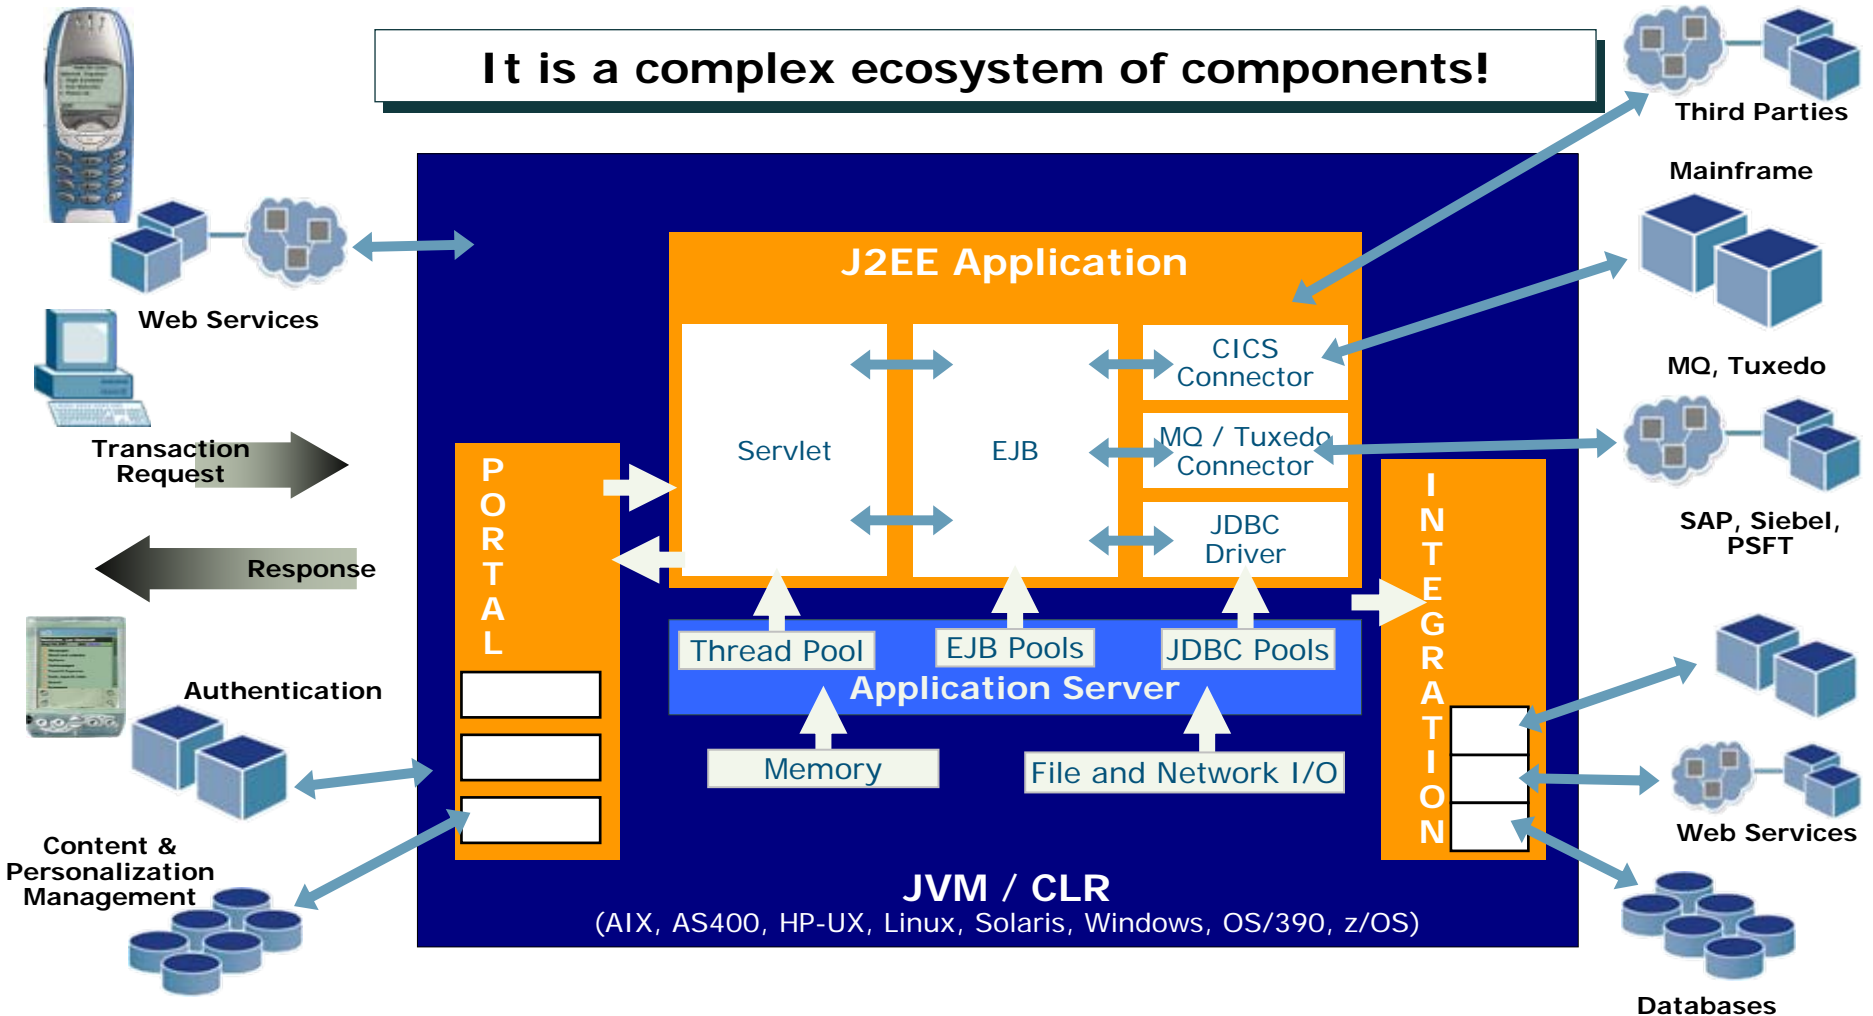 It is a complex ecosystem of components!
Third Parties
Mainframe
Web Services
J2EE Application
CICS
Connector
MQ, Tuxedo
Transaction
Request
Servlet
EJB
MQ / Tuxedo
Connector
PORTAL
INTEGRATION
JDBC
Driver
SAP, Siebel,
PSFT
Response
Thread Pool
EJB Pools
JDBC Pools
Application Server
Authentication
Memory
File and Network I/O
Web Services
Content &
Personalization
Management
JVM / CLR
(AIX, AS400, HP-UX, Linux, Solaris, Windows, OS/390, z/OS)
Databases